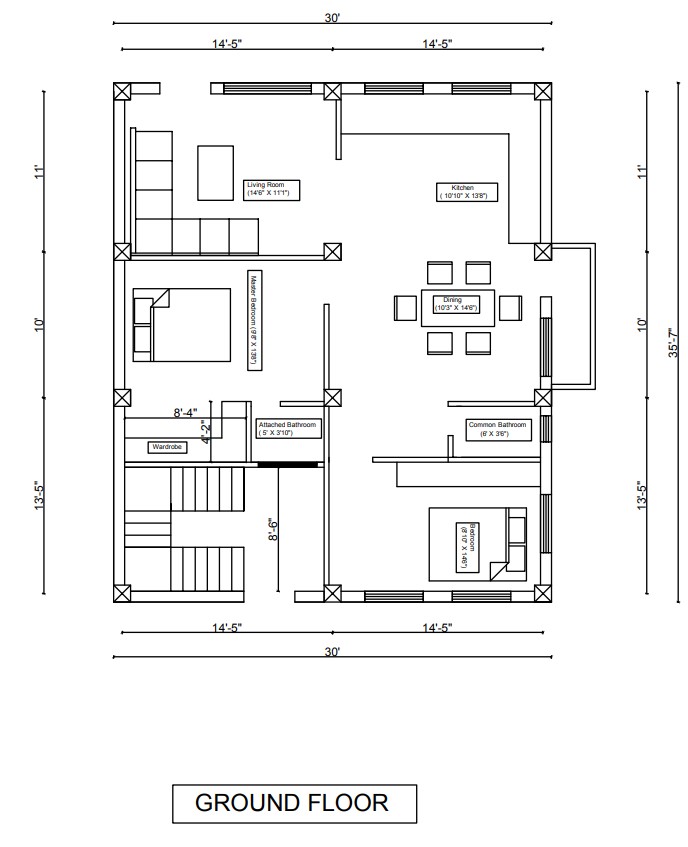 30'
14'-5"
14'-5"
11'
11'
Living Room
(14'6" X 11'1")
Kitchen
( 10'10" X 13'8")
Master Bedroom (9'8" X 13'8")
Dining
(10'3" X 14'6")
10'
10'
35'-7"
8'-4"
4'-2"
Attached Bathroom
( 5' X 3'10")
Common Bathroom
(6' X 3'6")
Wardrobe
13'-5"
13'-5"
8'-6"
Bedroom
14'-5"
14'-5"
30'
GROUND FLOOR